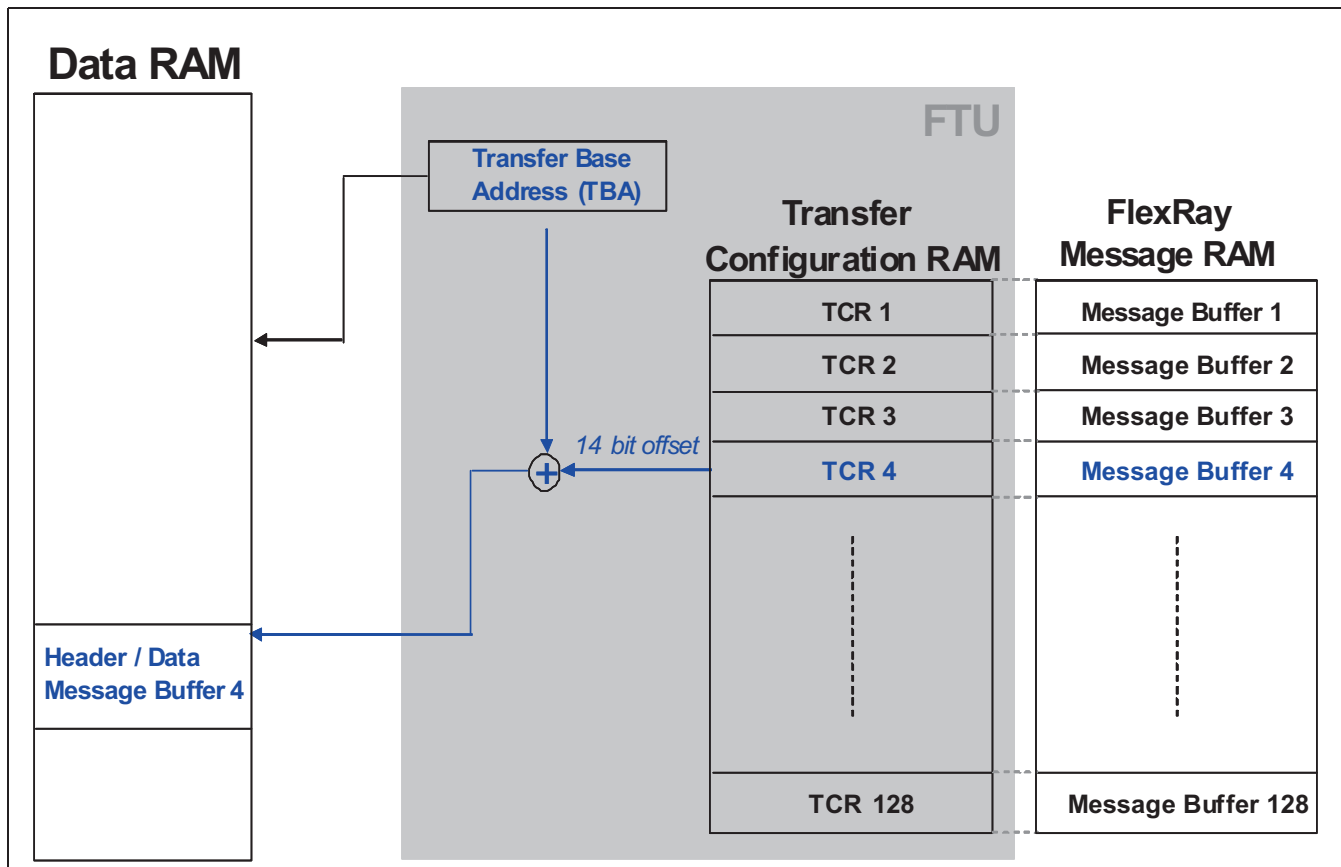 Data RAM
FTU
Transfer Base
Address (TBA)
Transfer
Configuration RAM
FlexRay
Message RAM
TCR 1
Message Buffer 1
TCR 2
Message Buffer 2
TCR 3
Message Buffer 3
14 bit offset
+
TCR 4
Message Buffer 4
Header / Data
Message Buffer 4
TCR 128
Message Buffer 128